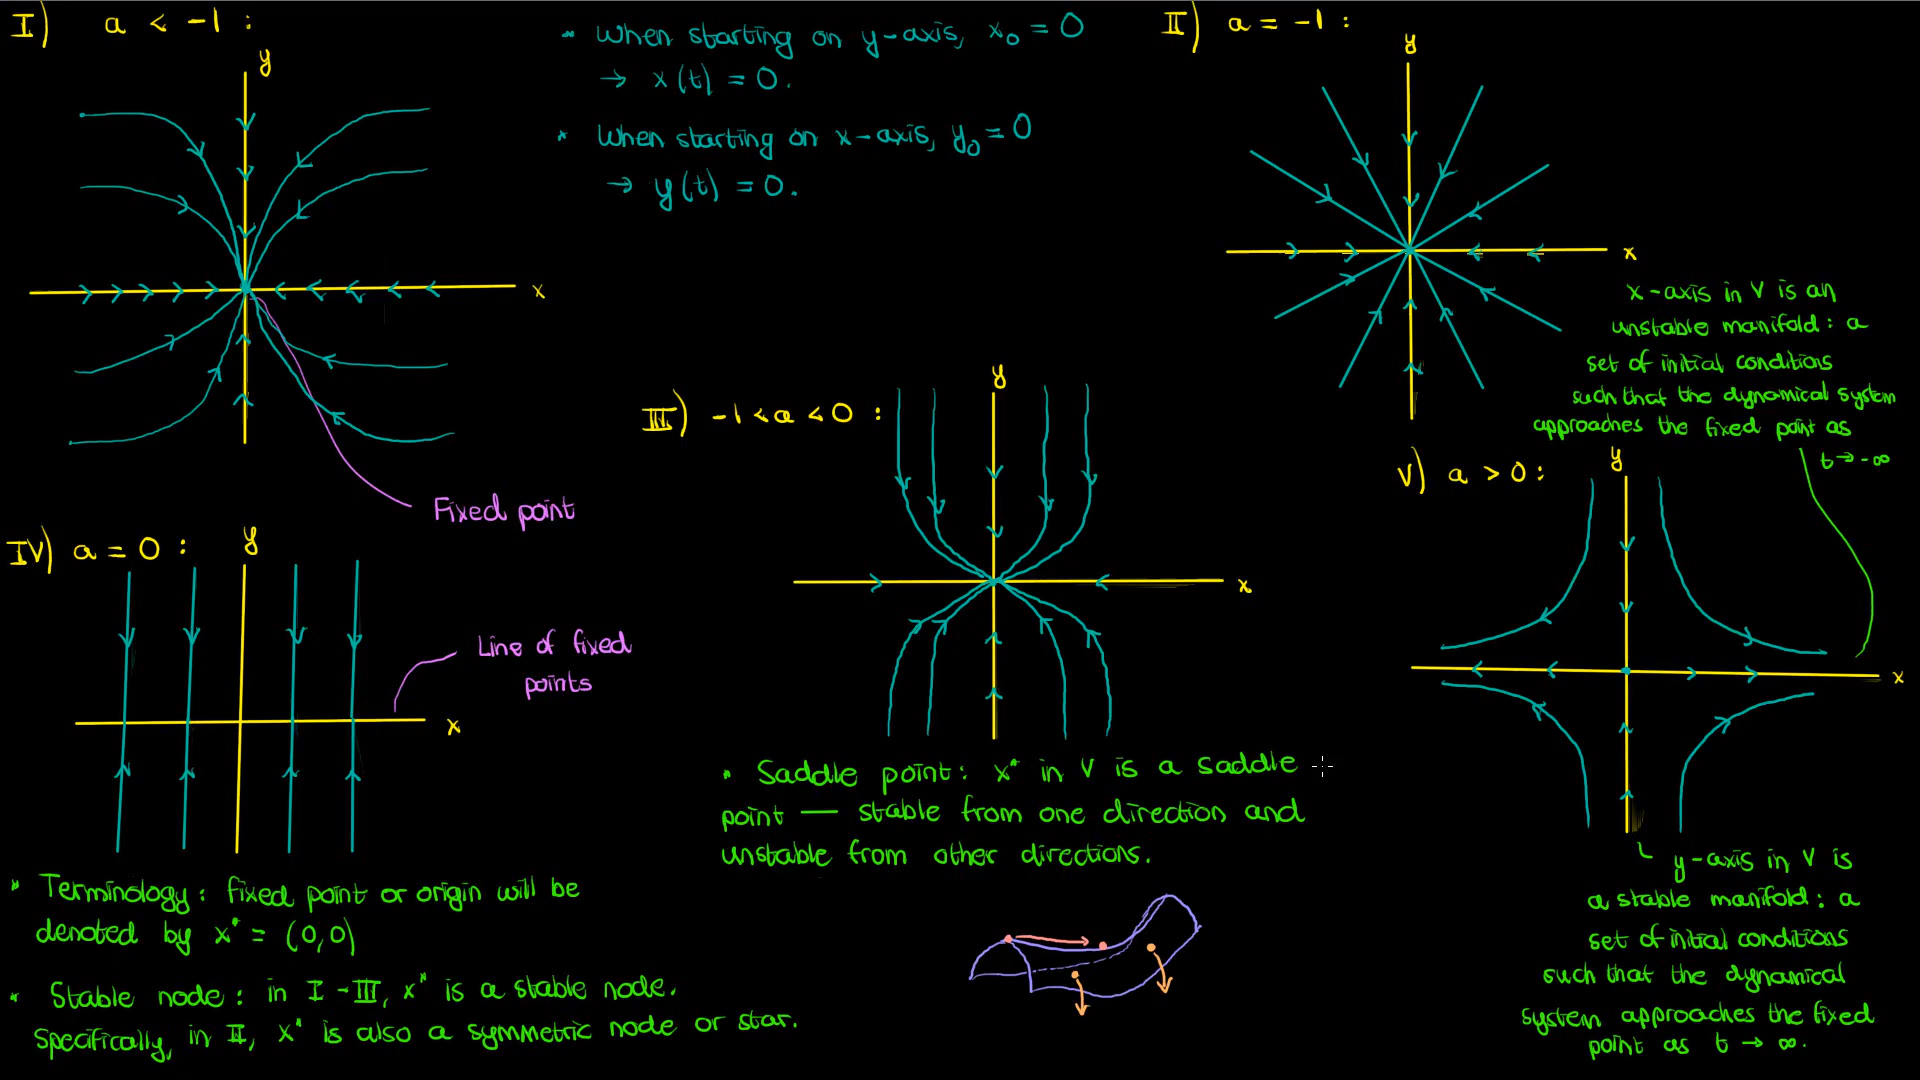 I) a < -1 :
y
x
Fixed point
* When starting on y-axis, x₀ = 0
→ x(t) = 0.
* When starting on x-axis, y₀ = 0
→ y(t) = 0.
II) a = -1 :
y
x
x-axis in V is an
unstable manifold: a
set of initial conditions
such that the dynamical system
approaches the fixed point as
t → -∞
III) -1 < a < 0 :
y
x
IV) a = 0 :
y
x
Line of fixed
points
V) a > 0 :
y
x
* Saddle point: x* in V is a saddle
point — stable from one direction and
unstable from other directions.
* Terminology: fixed point or origin will be
denoted by x* = (0,0)
* Stable node: in I - III, x* is a stable node.
Specifically, in II, x* is also a symmetric node or star.
y-axis in V is
a stable manifold: a
set of initial conditions
such that the dynamical
system approaches the fixed
point as t → ∞.